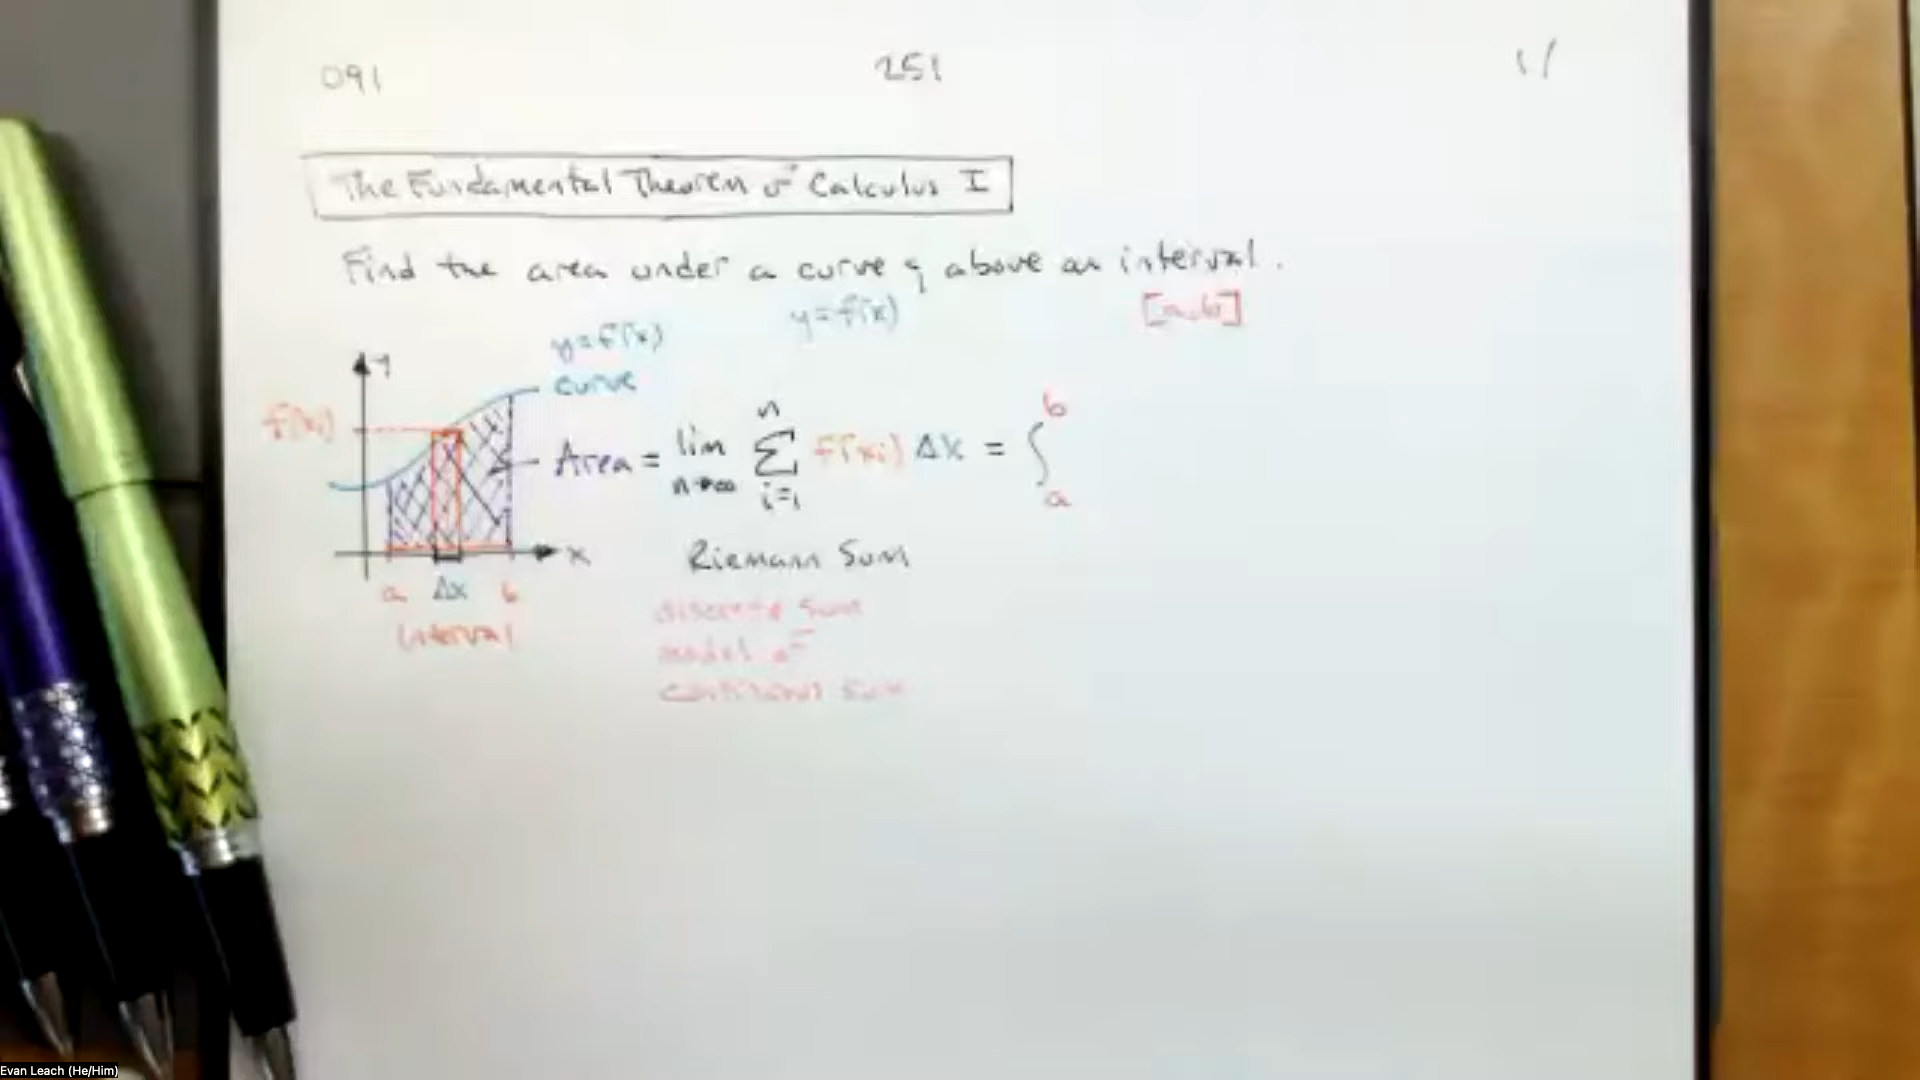 091 251 1/
The Fundamental Theorem of Calculus I
Find the area under a curve & above an interval.
y=f(x) [a,b]
y=f(x)
curve
y
f(xi)
Area = lim n→∞ n Σ i=1 f(xi) Δx = ∫ b a
x
a Δx b
interval
Riemann Sum
discrete sum
model of
continuous sum
Evan Leach (He/Him)